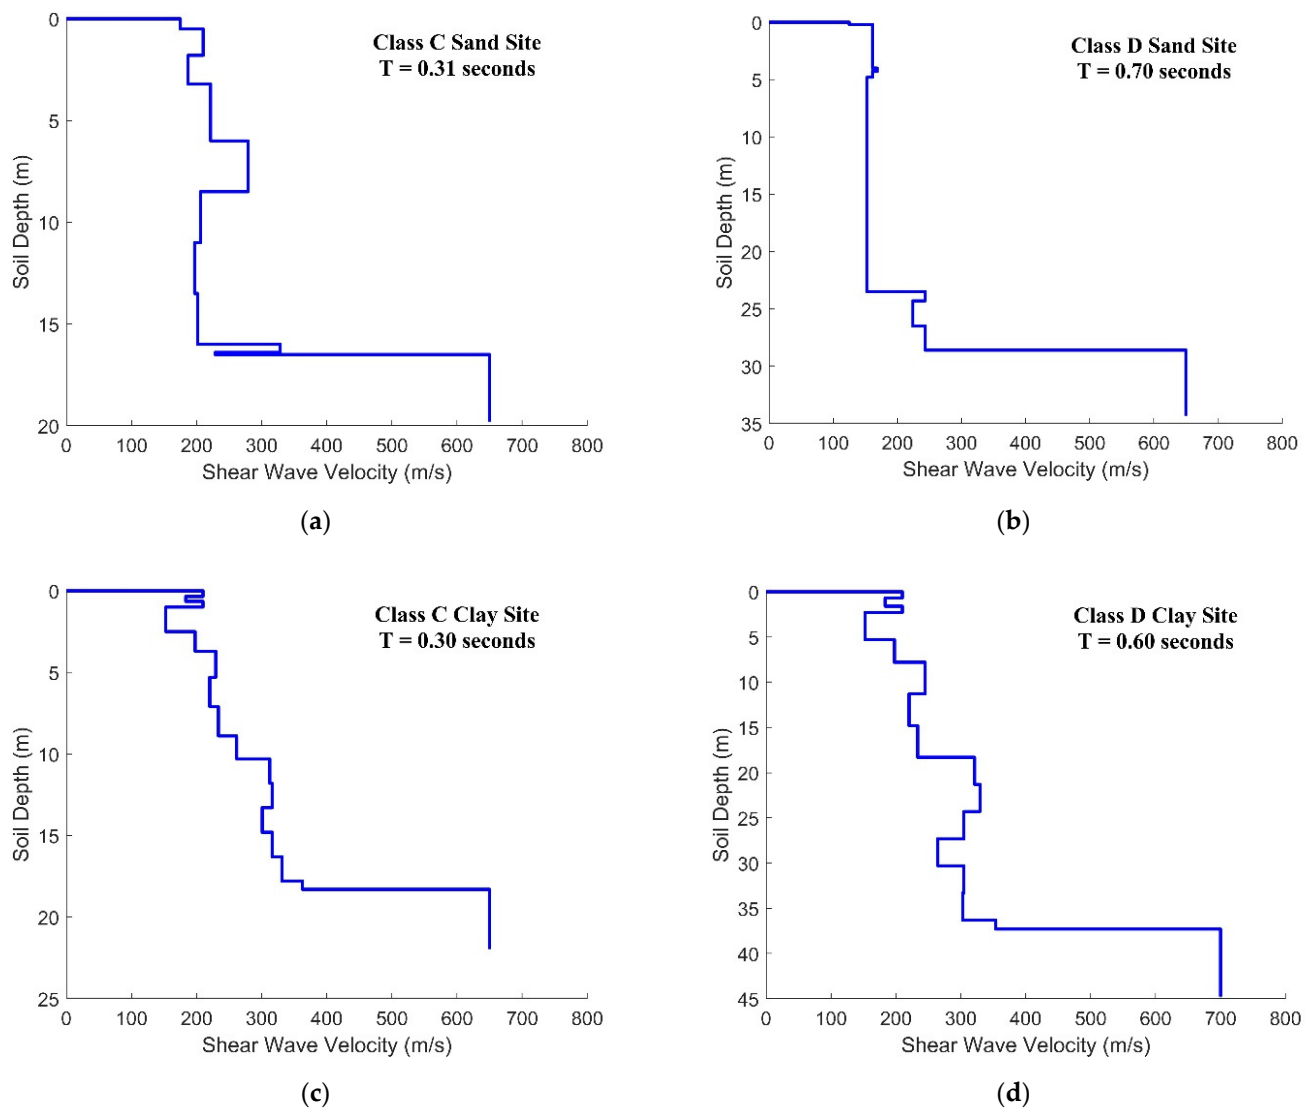 Class C Sand Site
T = 0.31 seconds
0
5
10
15
20
Soil Depth (m)
0 100 200 300 400 500 600 700 800
Shear Wave Velocity (m/s)
(a)
Class D Sand Site
T = 0.70 seconds
0
5
10
15
20
25
30
35
Soil Depth (m)
0 100 200 300 400 500 600 700 800
Shear Wave Velocity (m/s)
(b)
Class C Clay Site
T = 0.30 seconds
0
5
10
15
20
25
Soil Depth (m)
0 100 200 300 400 500 600 700 800
Shear Wave Velocity (m/s)
(c)
Class D Clay Site
T = 0.60 seconds
0
5
10
15
20
25
30
35
40
45
Soil Depth (m)
0 100 200 300 400 500 600 700 800
Shear Wave Velocity (m/s)
(d)